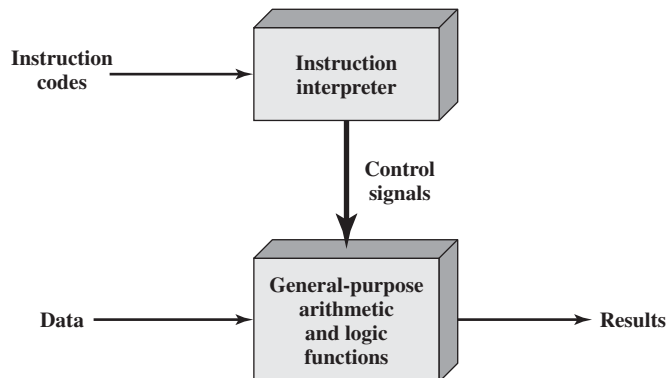 Instruction
codes
Instruction
interpreter
Control
signals
Data
General-purpose
arithmetic
and logic
functions
Results